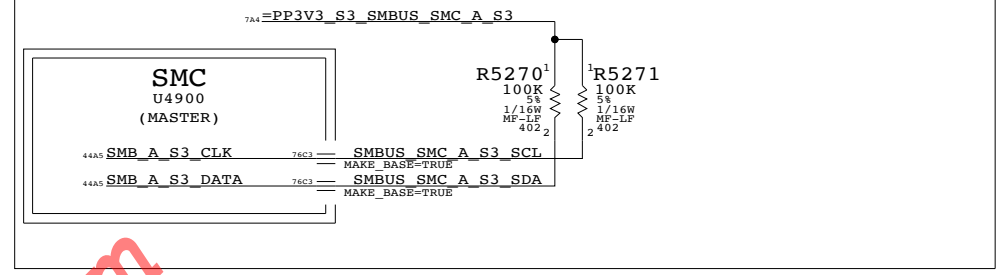 7A4 =PP3V3_S3_SMBUS_SMC_A_S3
SMC
U4900
(MASTER)
R5270 1
100K
5%
1/16W
MF-LF
402
2
1 R5271
100K
5%
1/16W
MF-LF
402
2
44A5 SMB_A_S3_CLK 76C3 SMBUS_SMC_A_S3_SCL
MAKE_BASE=TRUE
44A5 SMB_A_S3_DATA 76C3 SMBUS_SMC_A_S3_SDA
MAKE_BASE=TRUE
m